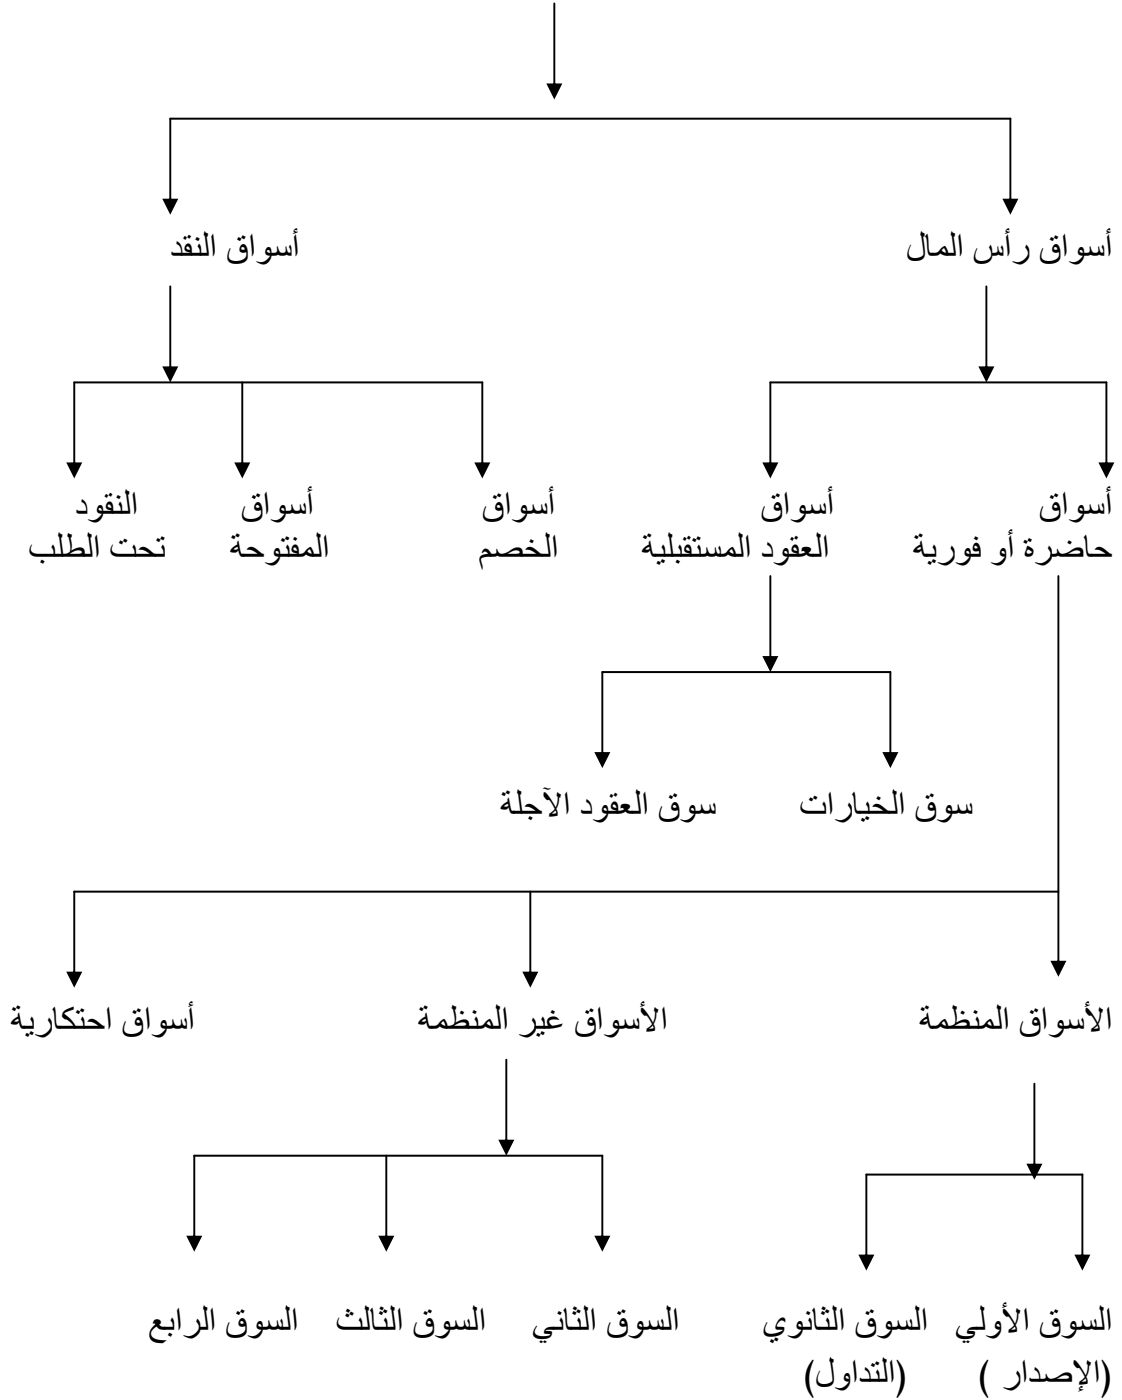 أسواق رأس المال
أسواق النقد
أسواق
حاضرة أو فورية
أسواق
العقود المستقبلية
أسواق
الخصم
أسواق
المفتوحة
النقود
تحت الطلب
سوق الخيارات
سوق العقود الآجلة
الأسواق المنظمة
الأسواق غير المنظمة
أسواق احتكارية
السوق الأولي
(الإصدار )
السوق الثانوي
(التداول)
السوق الثاني
السوق الثالث
السوق الرابع